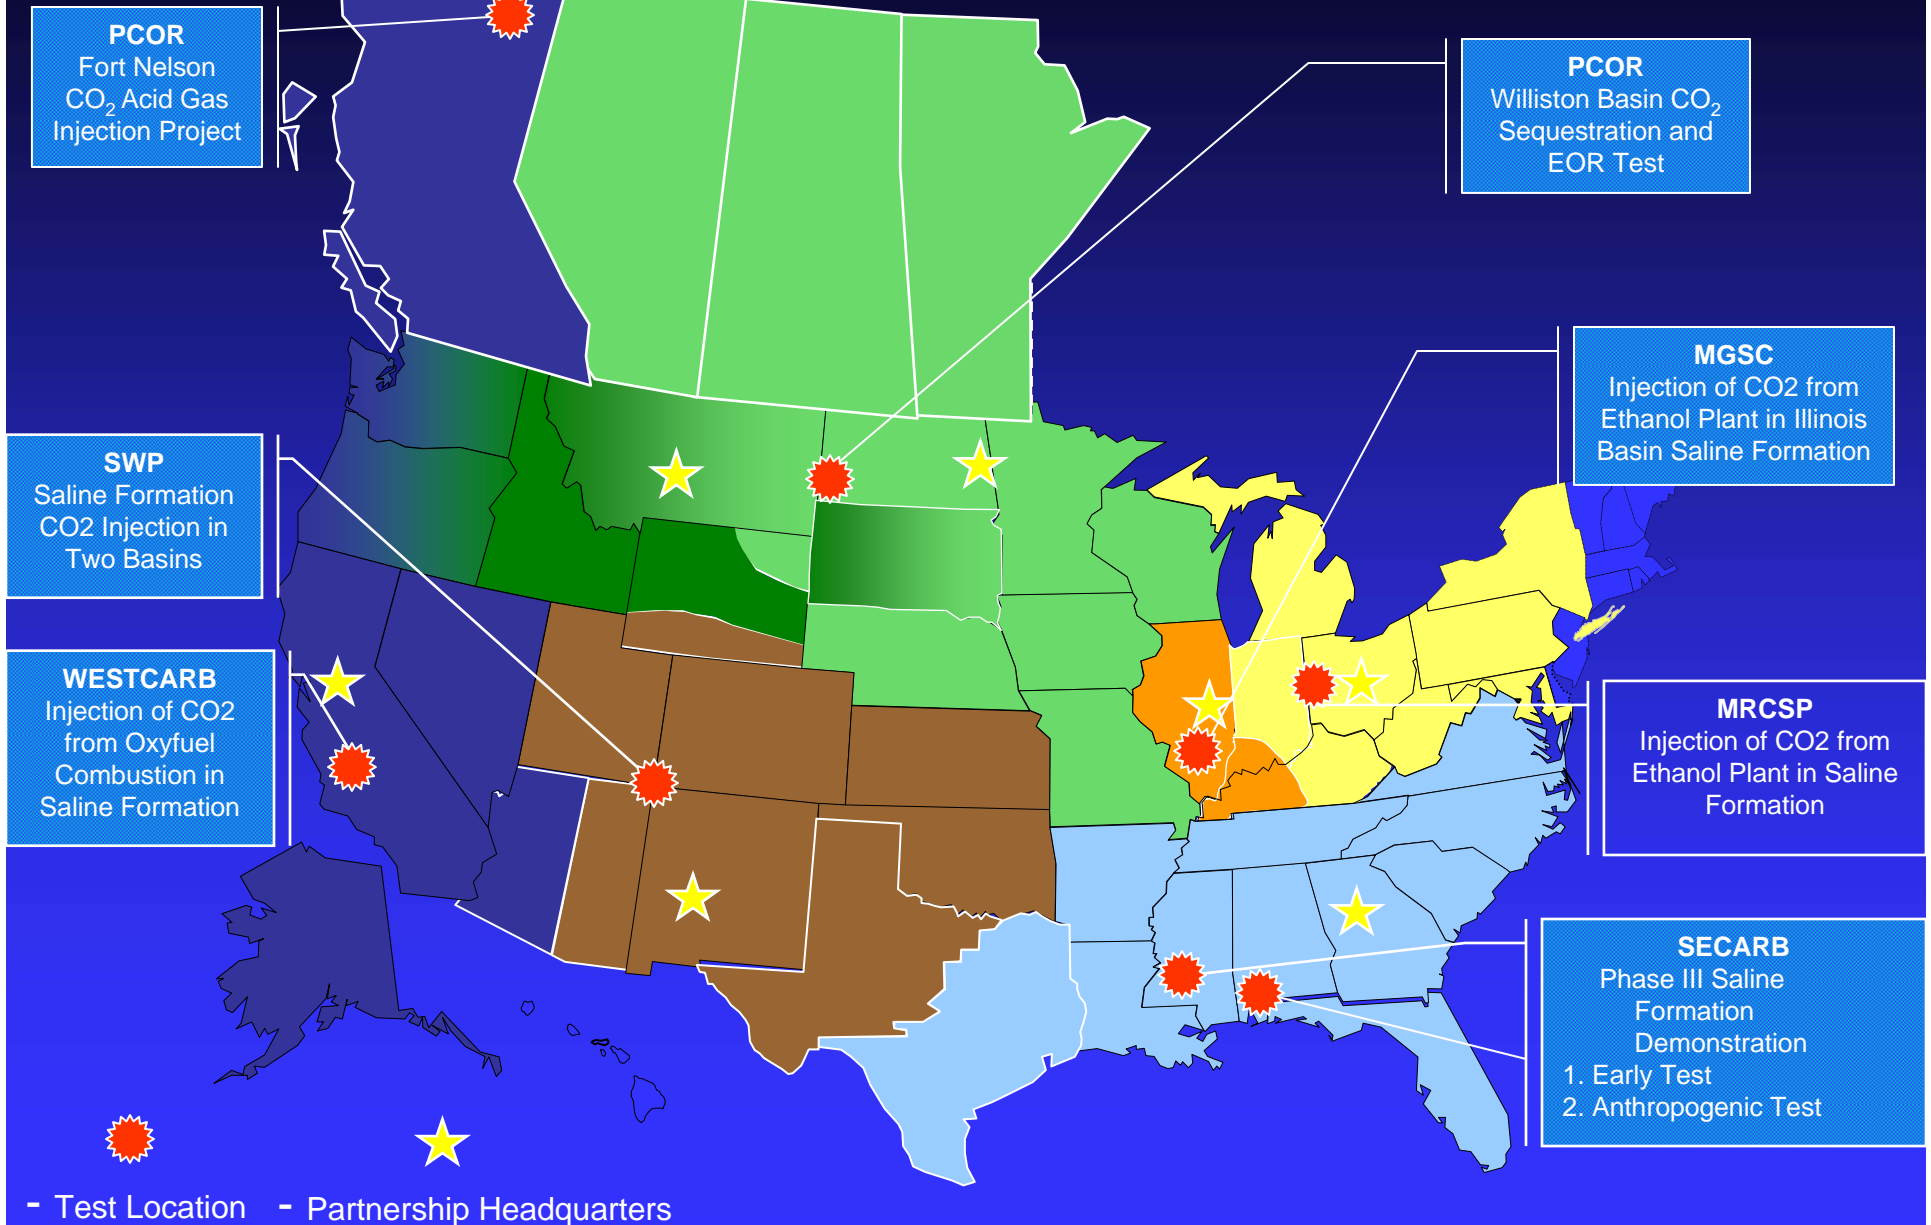 PCOR
Fort Nelson
CO2 Acid Gas
Injection Project
PCOR
Williston Basin CO2
Sequestration and
EOR Test
MGSC
Injection of CO2 from
Ethanol Plant in Illinois
Basin Saline Formation
SWP
Saline Formation
CO2 Injection in
Two Basins
WESTCARB
Injection of CO2
from Oxyfuel
Combustion in
Saline Formation
MRCSP
Injection of CO2 from
Ethanol Plant in Saline
Formation
SECARB
Phase III Saline
Formation
Demonstration
1. Early Test
2. Anthropogenic Test
- Test Location
- Partnership Headquarters